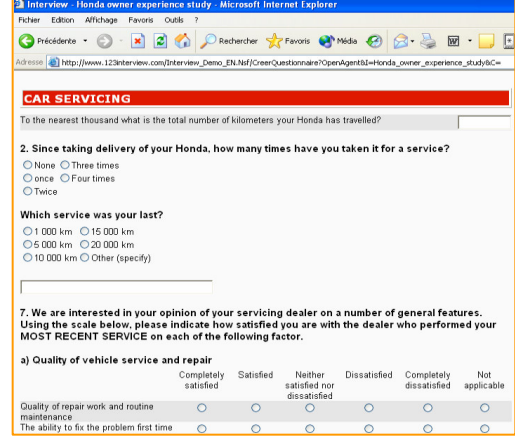 Interview - Honda owner experience study - Microsoft Internet Explorer
Fichier Edition Affichage Favoris Outils ?
Précédente Rechercher Favoris Média
Adresse http://www.123interview.com/Interview_Demo_EN.Nsf/CreerQuestionnaire?OpenAgent&I=Honda_owner_experience_study&C=
CAR SERVICING
To the nearest thousand what is the total number of kilometers your Honda has travelled?
2. Since taking delivery of your Honda, how many times have you taken it for a service?
None Three times
once Four times
Twice
Which service was your last?
1 000 km 15 000 km
5 000 km 20 000 km
10 000 km Other (specify)
7. We are interested in your opinion of your servicing dealer on a number of general features.
Using the scale below, please indicate how satisfied you are with the dealer who performed your
MOST RECENT SERVICE on each of the following factor.
a) Quality of vehicle service and repair
Completely satisfied Satisfied Neither satisfied nor dissatisfied Dissatisfied Completely dissatisfied Not applicable
Quality of repair work and routine
maintenance
The ability to fix the problem first time